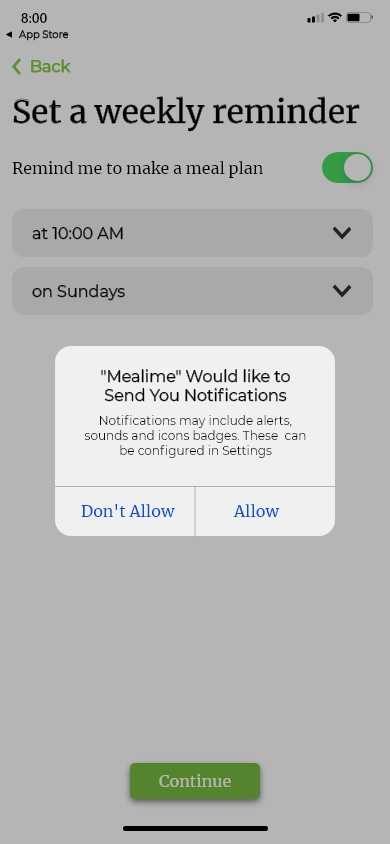 8:00
App Store
Back
Set a weekly reminder
Remind me to make a meal plan
at 10:00 AM
on Sundays
"Mealime" Would like to
Send You Notifications
Notifications may include alerts,
sounds and icons badges. These can
be configured in Settings
Don't Allow
Allow
Continue